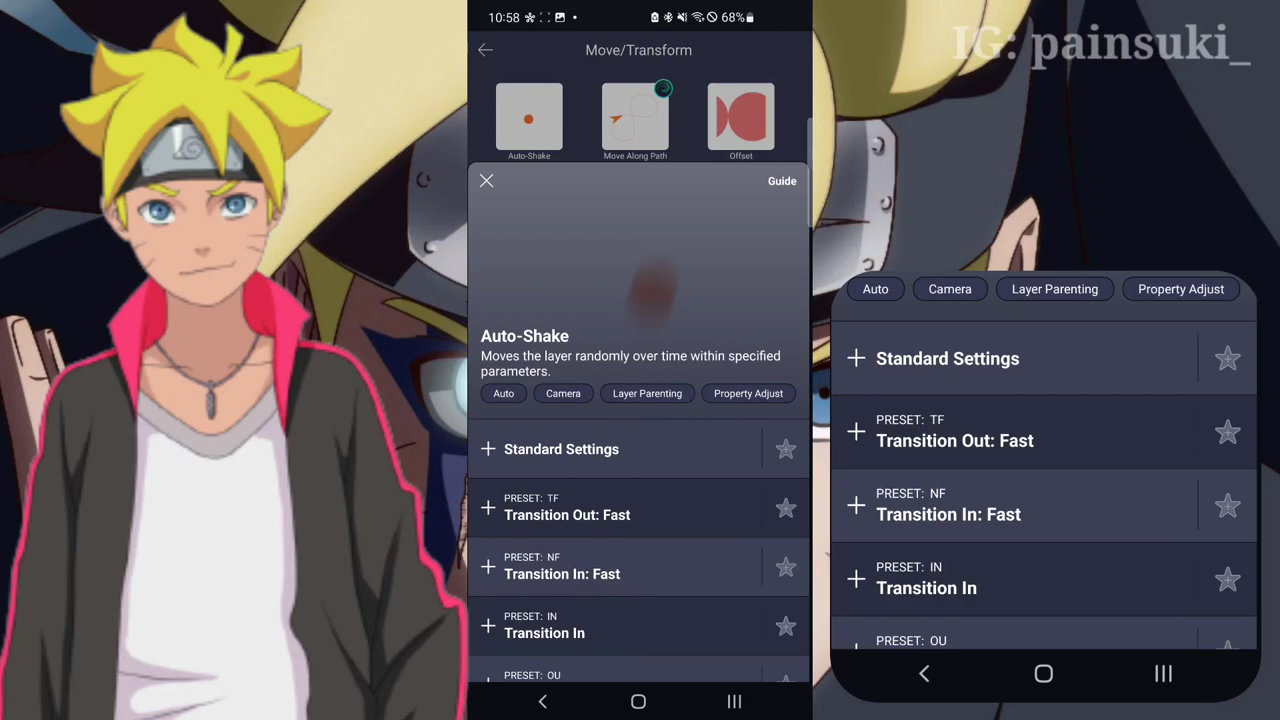 10:58
68%
Move/Transform
Auto-Shake
Move Along Path
Offset
Guide
Auto-Shake
Moves the layer randomly over time within specified
parameters.
Auto
Camera
Layer Parenting
Property Adjust
Standard Settings
PRESET: TF
Transition Out: Fast
PRESET: NF
Transition In: Fast
PRESET: IN
Transition In
PRESET: OU
IG: painsuki_
Auto
Camera
Layer Parenting
Property Adjust
Standard Settings
PRESET: TF
Transition Out: Fast
PRESET: NF
Transition In: Fast
PRESET: IN
Transition In
PRESET: OU